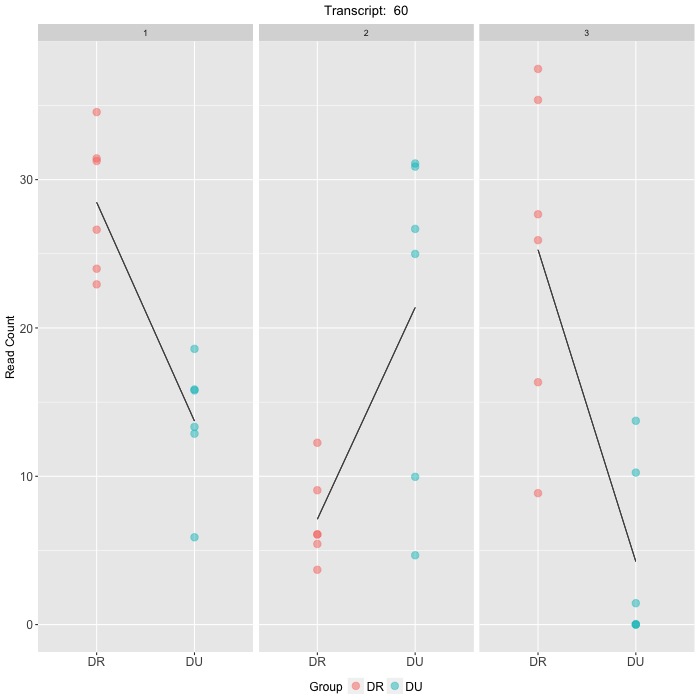 Transcript:  60
1 2 3
Read Count
30
20
10
0
DR DU DR DU DR DU
Group DR DU